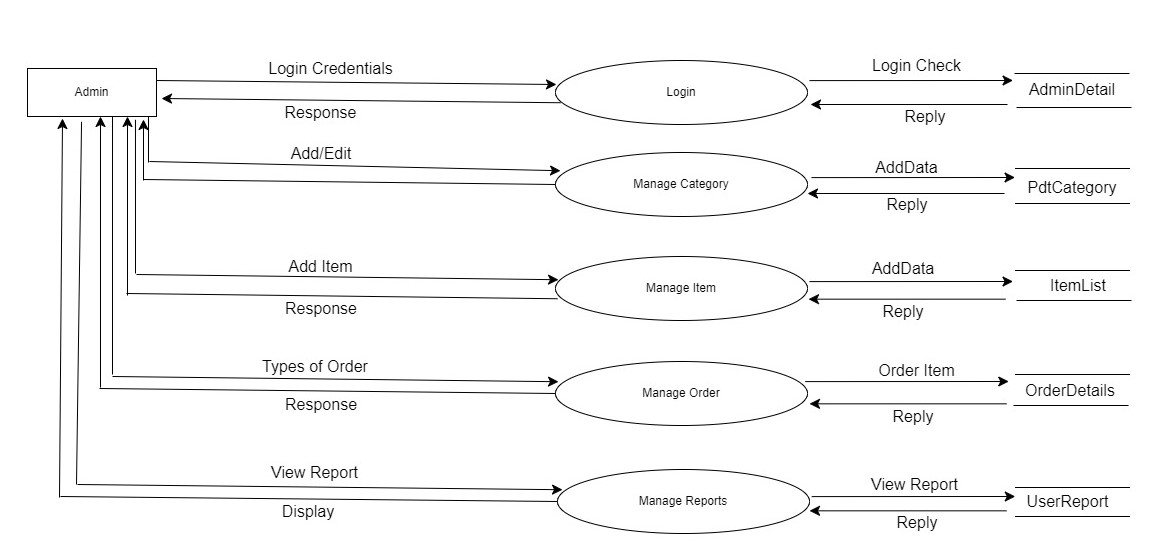 Login Credentials
Login Check
Admin
Login
AdminDetail
Response
Reply
Add/Edit
AddData
Manage Category
PdtCategory
Reply
Add Item
AddData
Manage Item
ItemList
Response
Reply
Types of Order
Order Item
Manage Order
OrderDetails
Response
Reply
View Report
View Report
Manage Reports
UserReport
Display
Reply